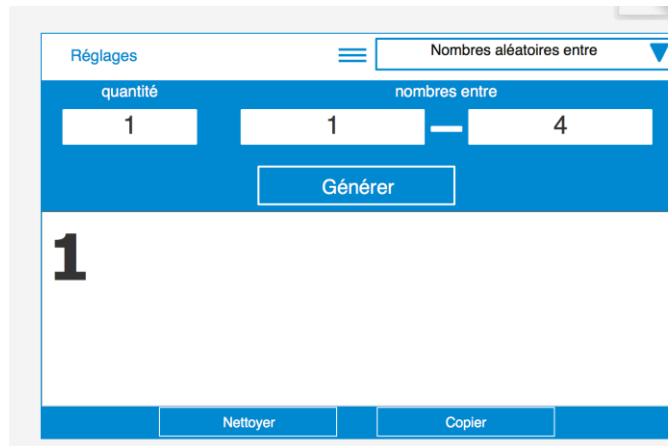 Réglages
Nombres aléatoires entre
quantité
nombres entre
1
1
4
Générer
1
Nettoyer
Copier